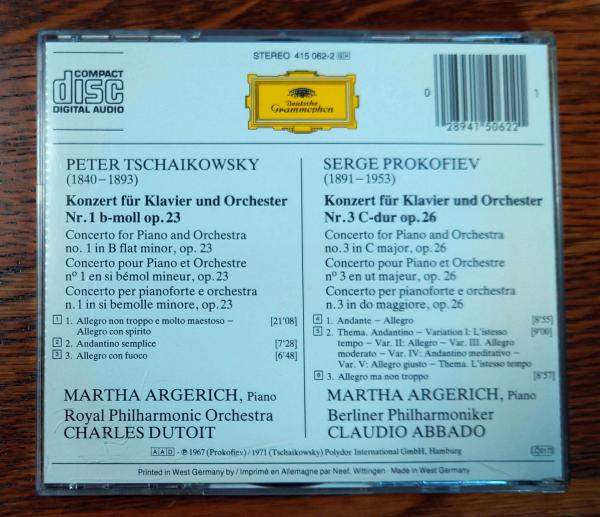 STEREO 415 062-2 GH
COMPACT
disc
DIGITAL AUDIO
Deutsche
Grammophon
0
28941 50622
1
PETER TSCHAIKOWSKY
(1840–1893)
Konzert für Klavier und Orchester
Nr. 1 b-moll op. 23
Concerto for Piano and Orchestra
no. 1 in B flat minor, op. 23
Concerto pour Piano et Orchestre
nº 1 en si bémol mineur, op. 23
Concerto per pianoforte e orchestra
n. 1 in si bemolle minore, op. 23
1 1. Allegro non troppo e molto maestoso – [21'08]
Allegro con spirito
2 2. Andantino semplice [7'28]
3 3. Allegro con fuoco [6'48]
MARTHA ARGERICH, Piano
Royal Philharmonic Orchestra
CHARLES DUTOIT
SERGE PROKOFIEV
(1891–1953)
Konzert für Klavier und Orchester
Nr. 3 C-dur op. 26
Concerto for Piano and Orchestra
no. 3 in C major, op. 26
Concerto pour Piano et Orchestre
nº 3 en ut majeur, op. 26
Concerto per pianoforte e orchestra
n. 3 in do maggiore, op. 26
4 1. Andante – Allegro [8'55]
5 2. Thema. Andantino – Variation I: L'istesso [9'00]
tempo – Var. II: Allegro – Var. III. Allegro
moderato – Var. IV: Andantino meditativo –
Var. V: Allegro giusto – Thema. L'istesso tempo
6 3. Allegro ma non troppo [8'57]
MARTHA ARGERICH, Piano
Berliner Philharmoniker
CLAUDIO ABBADO
AAD · ℗ 1967 (Prokofiev) / 1971 (Tschaikowsky) Polydor International GmbH, Hamburg
Printed in West Germany by / Imprimé en Allemagne par Neef, Wittingen · Made in West Germany